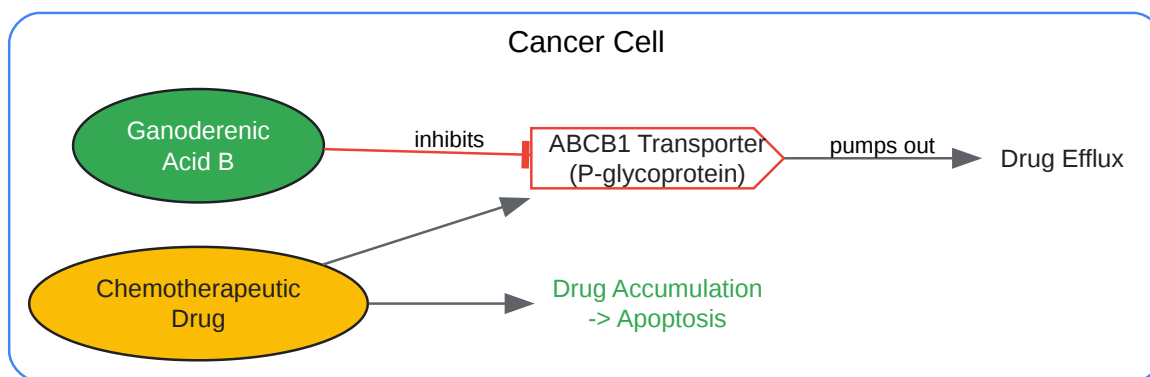 Cancer Cell
Ganoderenic
Acid B
inhibits
ABCB1 Transporter
(P-glycoprotein)
pumps out
Drug Efflux
Chemotherapeutic
Drug
Drug Accumulation
-> Apoptosis